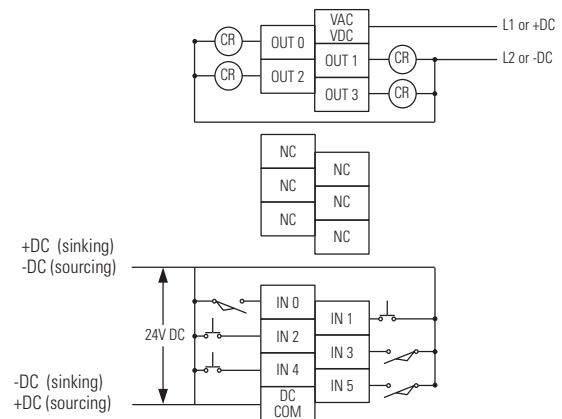 VAC
VDC
L1 or +DC
CR
OUT 0
OUT 1
CR
L2 or -DC
CR
OUT 2
OUT 3
CR
NC
NC
NC
NC
NC
NC
+DC (sinking)
-DC (sourcing)
24V DC
IN 0
IN 1
IN 2
IN 3
IN 4
IN 5
-DC (sinking)
+DC (sourcing)
DC
COM